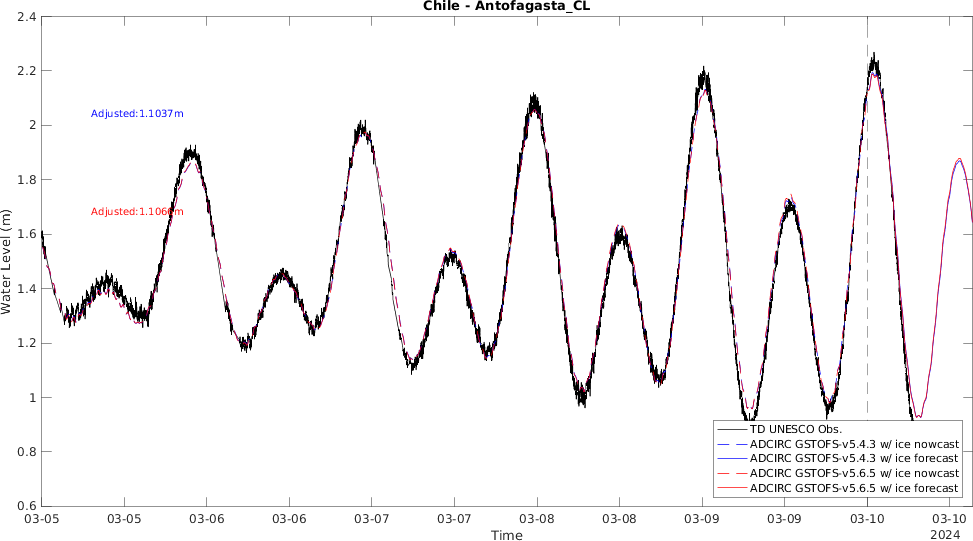 Chile - Antofagasta_CL
2.4
2.2
2
1.8
1.6
1.4
1.2
1
0.8
0.6
Water Level (m)
Adjusted:1.1037m
Adjusted:1.1066m
TD UNESCO Obs.
ADCIRC GSTOFS-v5.4.3 w/ ice nowcast
ADCIRC GSTOFS-v5.4.3 w/ ice forecast
ADCIRC GSTOFS-v5.6.5 w/ ice nowcast
ADCIRC GSTOFS-v5.6.5 w/ ice forecast
03-05 03-05 03-06 03-06 03-07 03-07 03-08 03-08 03-09 03-09 03-10 03-10
Time
2024